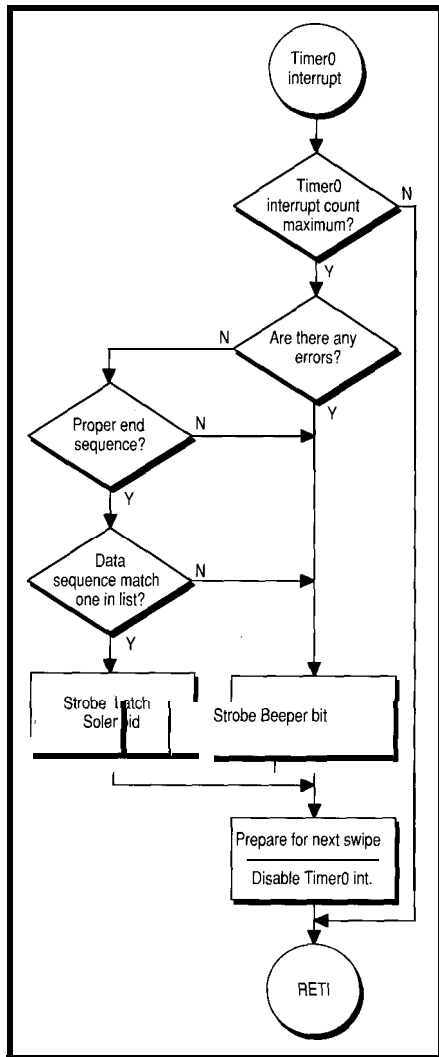 Timer0
interrupt
Timer0
interrupt count
maximum?
N
Y
Are there any
errors?
N
Y
Proper end
sequence?
N
Y
Data
sequence match
one in list?
N
Y
Strobe
Strobe Beeper bit
Prepare for next swipe
Disable Timer0 int.
RETI